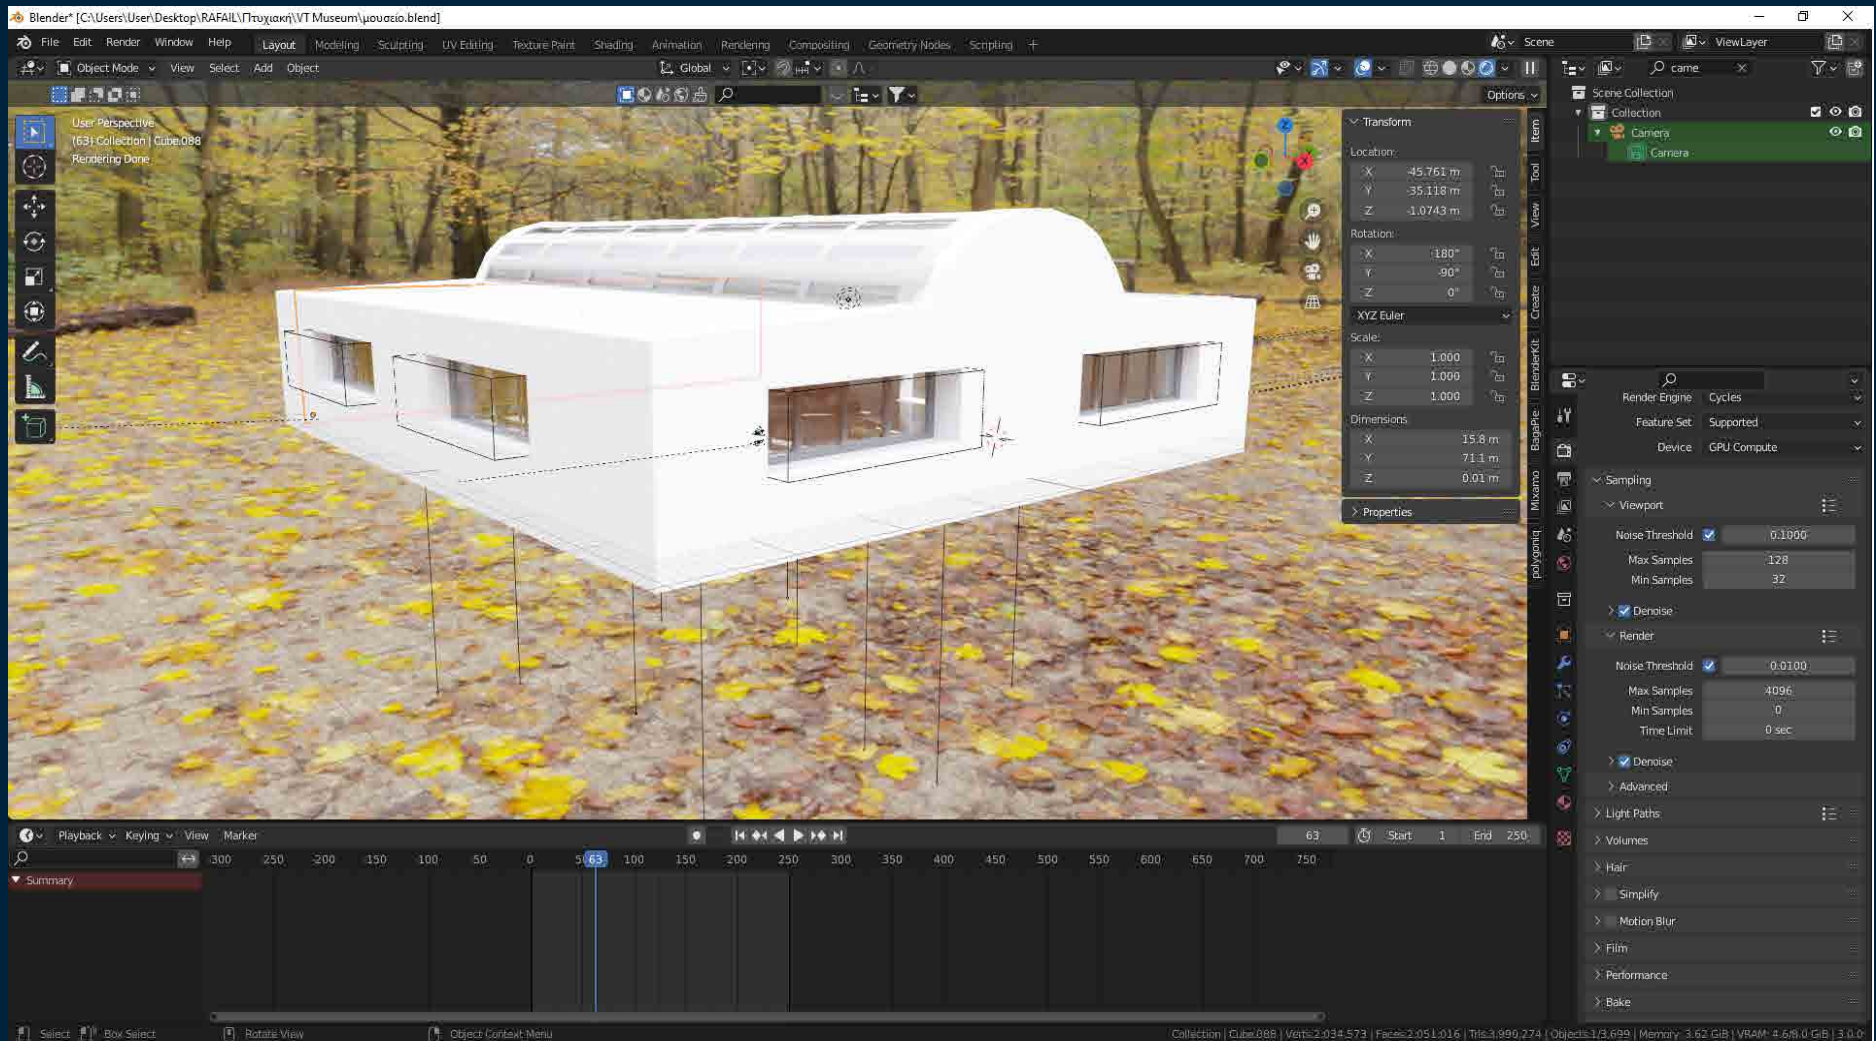 Blender* [C:\Users\User\Desktop\RAFAIL\Πτυχιακή\VT Museum\μουσείο.blend]
File Edit Render Window Help Layout Modeling Sculpting UV Editing Texture Paint Shading Animation Rendering Compositing Geometry Nodes Scripting + Scene ViewLayer
Object Mode View Select Add Object Global came
Options
User Perspective
(63) Collection | Cube.088
Rendering Done
Z
X
Transform
Location:
X 45.761 m
Y -35.118 m
Z -1.0743 m
Rotation:
X -180°
Y -90°
Z 0°
XYZ Euler
Scale:
X 1.000
Y 1.000
Z 1.000
Dimensions:
X 15.8 m
Y 71.1 m
Z 0.01 m
Properties
Item
Tool
View
Edit
Create
BlenderKit
BagaPie
Mixamo
polygoniq
Scene Collection
Collection
Camera
Camera
Render Engine Cycles
Feature Set Supported
Device GPU Compute
Sampling
Viewport
Noise Threshold 0.1000
Max Samples 128
Min Samples 32
Denoise
Render
Noise Threshold 0.0100
Max Samples 4096
Min Samples 0
Time Limit 0 sec
Denoise
Advanced
Light Paths
Volumes
Hair
Simplify
Motion Blur
Film
Performance
Bake
Playback Keying View Marker 63 Start 1 End 250
-300 -250 -200 -150 -100 -50 0 50 63 100 150 200 250 300 350 400 450 500 550 600 650 700 750
Summary
Select Box Select Rotate View Object Context Menu Collection | Cube.088 | Verts:2,034,573 | Faces:2,051,016 | Tris:3,999,274 | Objects:1/3,699 | Memory: 3.62 GiB | VRAM: 4.6/8.0 GiB | 3.0.0